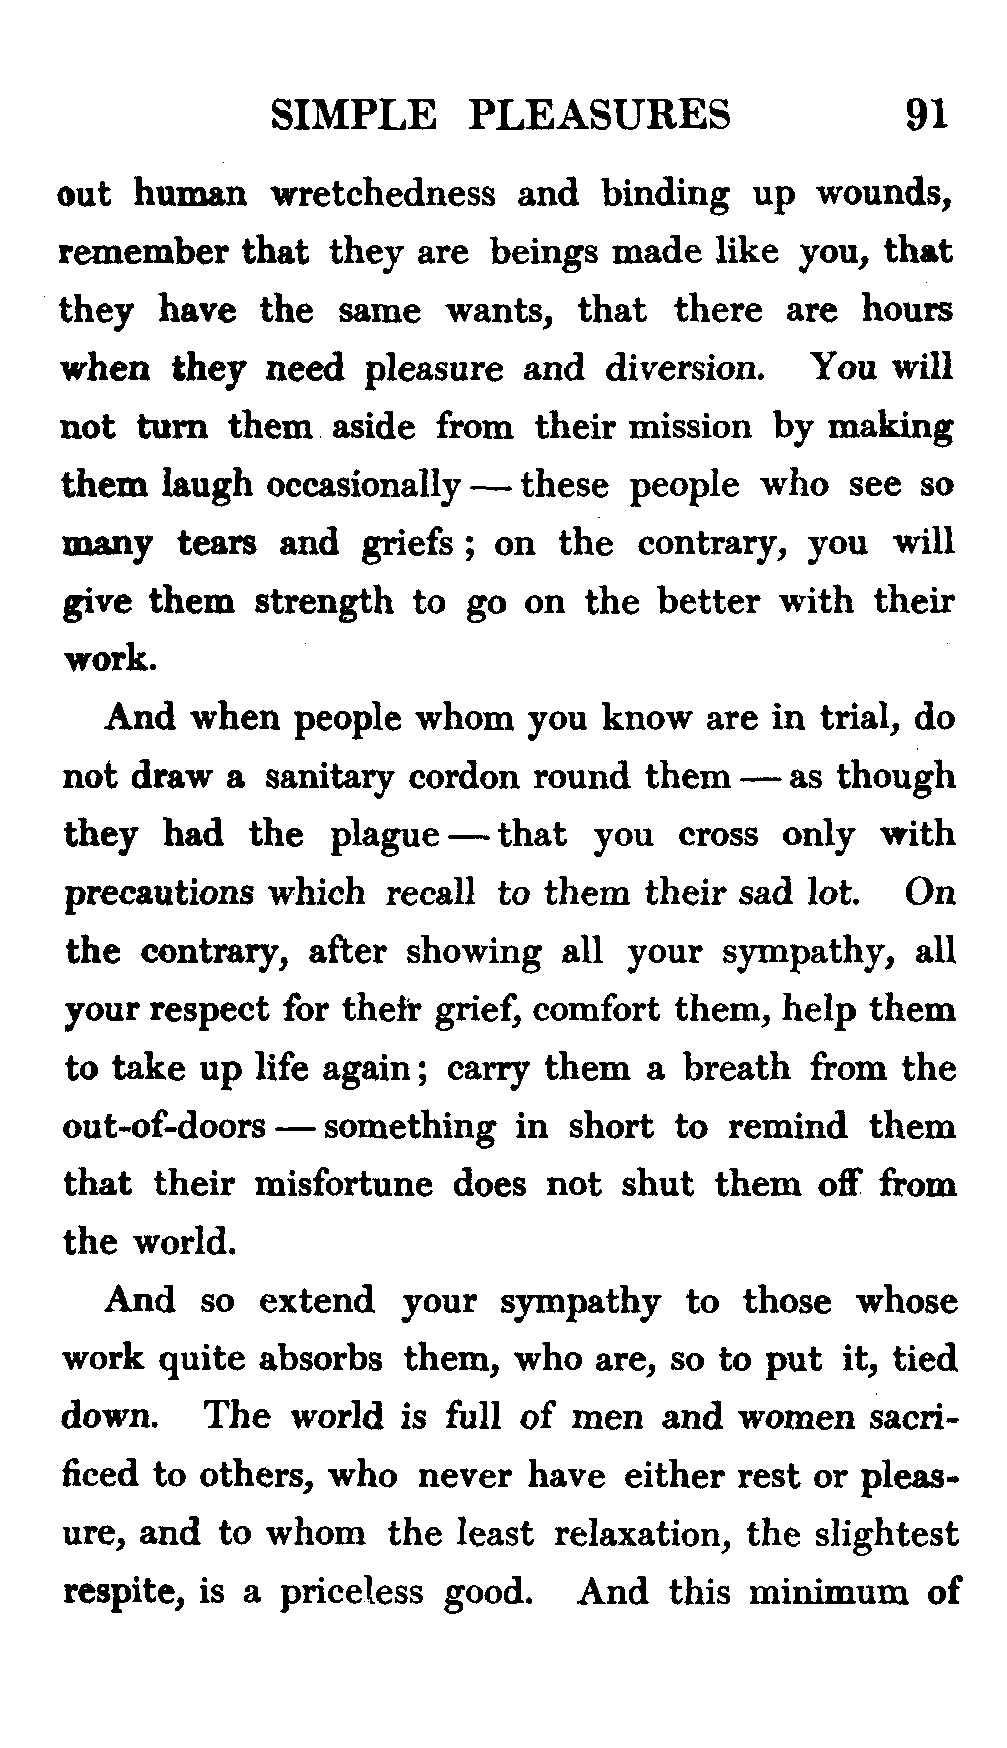 SIMPLE PLEASURES 91
out human wretchedness and binding up wounds,
remember that they are beings made like you, that
they have the same wants, that there are hours
when they need pleasure and diversion. You will
not turn them aside from their mission by making
them laugh occasionally — these people who see so
many tears and griefs ; on the contrary, you will
give them strength to go on the better with their
work.
And when people whom you know are in trial, do
not draw a sanitary cordon round them — as though
they had the plague — that you cross only with
precautions which recall to them their sad lot. On
the contrary, after showing all your sympathy, all
your respect for their grief, comfort them, help them
to take up life again ; carry them a breath from the
out-of-doors — something in short to remind them
that their misfortune does not shut them off from
the world.
And so extend your sympathy to those whose
work quite absorbs them, who are, so to put it, tied
down. The world is full of men and women sacri-
ficed to others, who never have either rest or pleas-
ure, and to whom the least relaxation, the slightest
respite, is a priceless good. And this minimum of